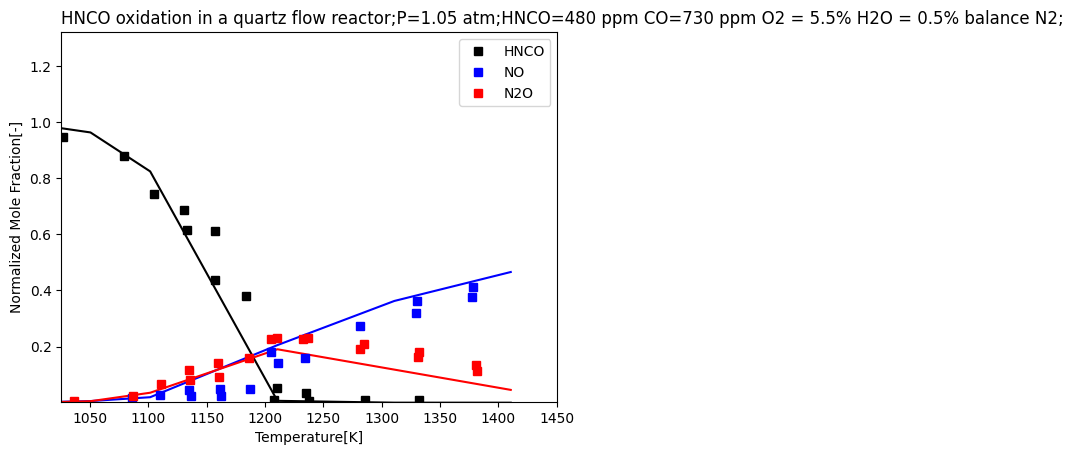 HNCO oxidation in a quartz flow reactor;P=1.05 atm;HNCO=480 ppm CO=730 ppm O2 = 5.5% H2O = 0.5% balance N2;
HNCO
NO
N2O
1.2
1.0
0.8
0.6
0.4
0.2
Normalized Mole Fraction[-]
1050
1100
1150
1200
1250
1300
1350
1400
1450
Temperature[K]